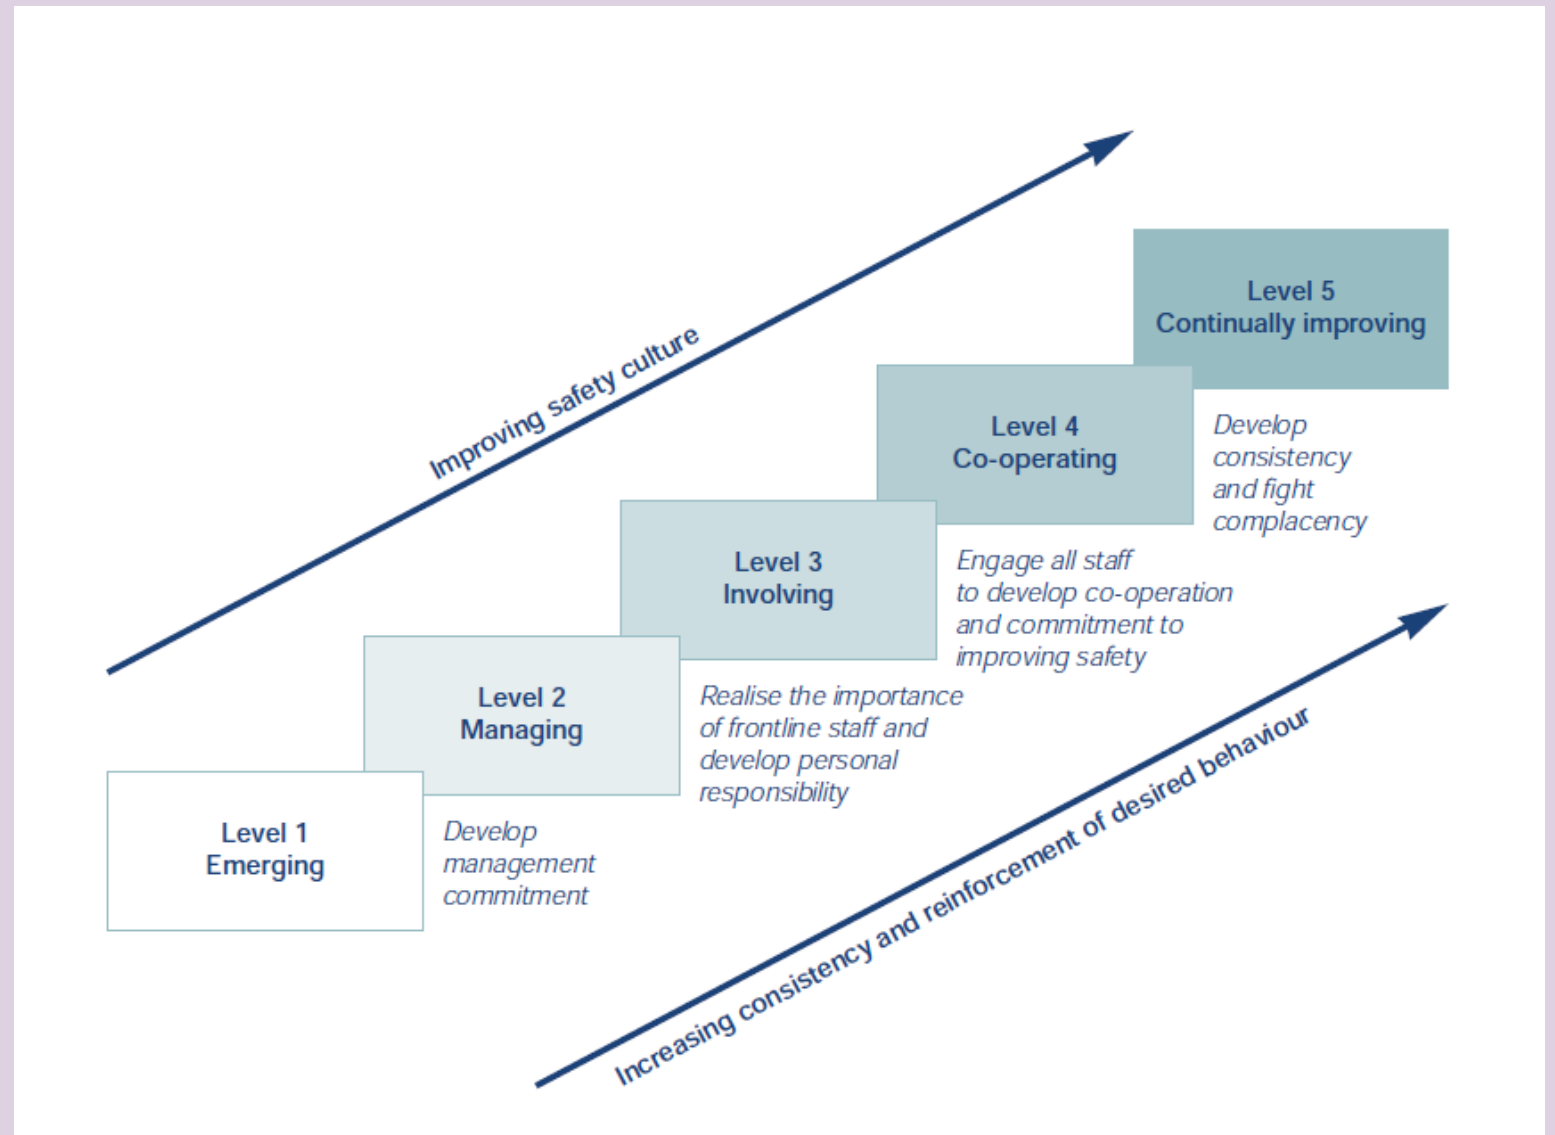 Improving safety culture
Level 5
Continually improving
Develop
consistency
and fight
complacency
Level 4
Co-operating
Engage all staff
to develop co-operation
and commitment to
improving safety
Level 3
Involving
Realise the importance
of frontline staff and
develop personal
responsibility
Level 2
Managing
Develop
management
commitment
Level 1
Emerging
Increasing consistency and reinforcement of desired behaviour